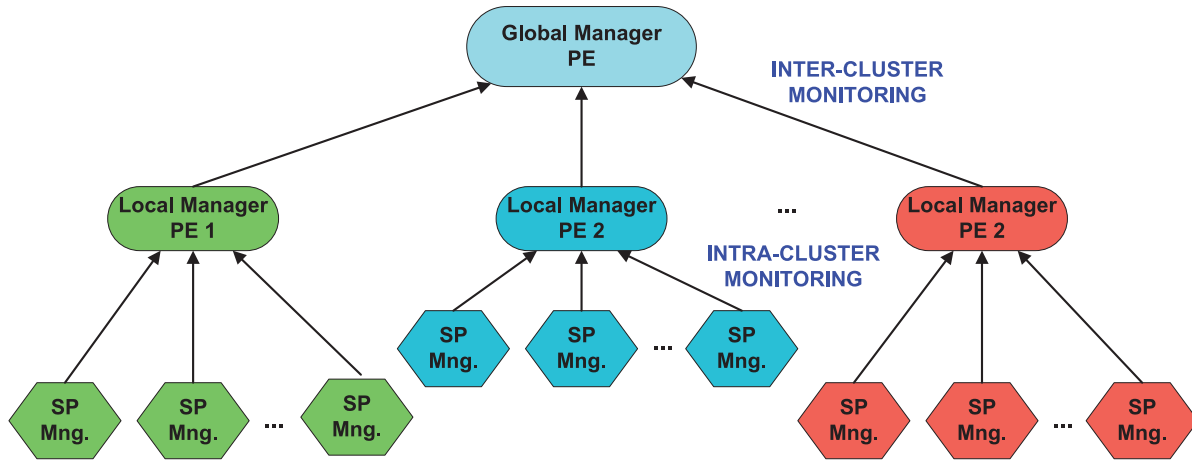 Global Manager
PE
INTER-CLUSTER
MONITORING
Local Manager
PE 1
Local Manager
PE 2
...
Local Manager
PE 2
INTRA-CLUSTER
MONITORING
SP
Mng.
SP
Mng.
...
SP
Mng.
SP
Mng.
SP
Mng.
...
SP
Mng.
SP
Mng.
SP
Mng.
...
SP
Mng.